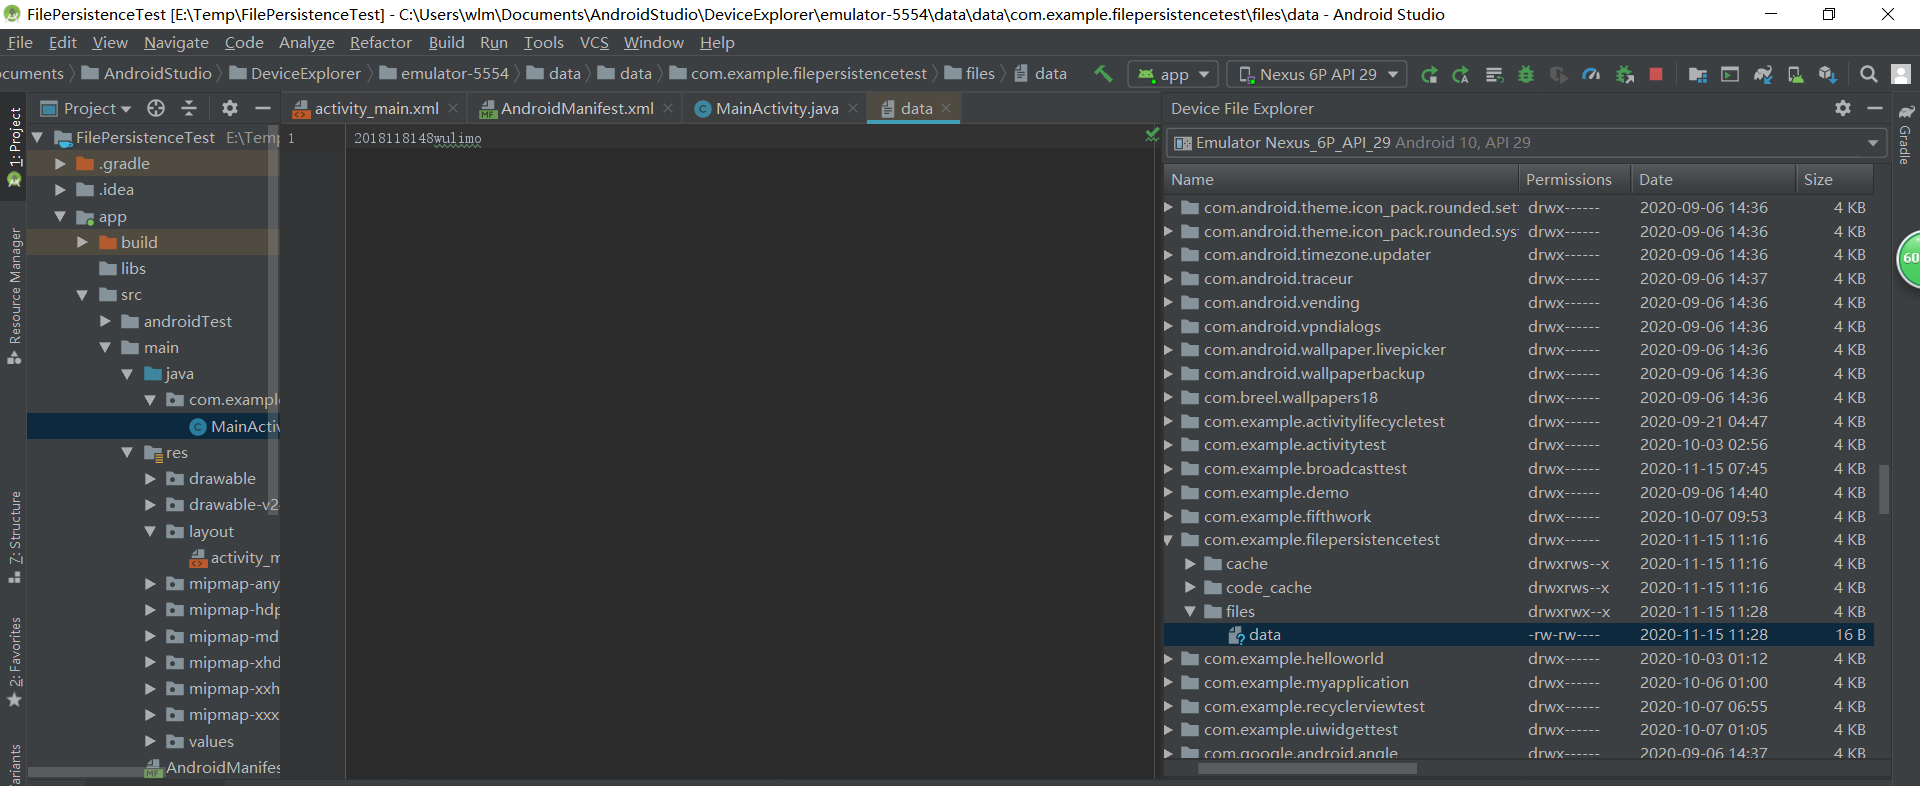 FilePersistenceTest [E:\Temp\FilePersistenceTest] - C:\Users\wlm\Documents\AndroidStudio\DeviceExplorer\emulator-5554\data\data\com.example.filepersistencetest\files\data - Android Studio
File Edit View Navigate Code Analyze Refactor Build Run Tools VCS Window Help
cuments AndroidStudio DeviceExplorer emulator-5554 data data com.example.filepersistencetest files data app Nexus 6P API 29
Project
activity_main.xml AndroidManifest.xml MainActivity.java data
Device File Explorer
1: Project
Resource Manager
Z: Structure
2: Favorites
ariants
FilePersistenceTest E:\Temp
.gradle
.idea
app
build
libs
src
androidTest
main
java
com.exampl
MainActiv
res
drawable
drawable-v2
layout
activity_m
mipmap-any
mipmap-hdp
mipmap-md
mipmap-xhd
mipmap-xxh
mipmap-xxx
values
AndroidManifes
1 2018118148wulimo
Emulator Nexus_6P_API_29 Android 10, API 29
Name Permissions Date Size
com.android.theme.icon_pack.rounded.set drwx------ 2020-09-06 14:36 4 KB
com.android.theme.icon_pack.rounded.sys drwx------ 2020-09-06 14:36 4 KB
com.android.timezone.updater drwx------ 2020-09-06 14:36 4 KB
com.android.traceur drwx------ 2020-09-06 14:37 4 KB
com.android.vending drwx------ 2020-09-06 14:36 4 KB
com.android.vpndialogs drwx------ 2020-09-06 14:36 4 KB
com.android.wallpaper.livepicker drwx------ 2020-09-06 14:36 4 KB
com.android.wallpaperbackup drwx------ 2020-09-06 14:36 4 KB
com.breel.wallpapers18 drwx------ 2020-09-06 14:36 4 KB
com.example.activitylifecycletest drwx------ 2020-09-21 04:47 4 KB
com.example.activitytest drwx------ 2020-10-03 02:56 4 KB
com.example.broadcasttest drwx------ 2020-11-15 07:45 4 KB
com.example.demo drwx------ 2020-09-06 14:40 4 KB
com.example.fifthwork drwx------ 2020-10-07 09:53 4 KB
com.example.filepersistencetest drwx------ 2020-11-15 11:16 4 KB
cache drwxrws--x 2020-11-15 11:16 4 KB
code_cache drwxrws--x 2020-11-15 11:16 4 KB
files drwxrwx--x 2020-11-15 11:28 4 KB
data -rw-rw---- 2020-11-15 11:28 16 B
com.example.helloworld drwx------ 2020-10-03 01:12 4 KB
com.example.myapplication drwx------ 2020-10-06 01:00 4 KB
com.example.recyclerviewtest drwx------ 2020-10-07 06:55 4 KB
com.example.uiwidgettest drwx------ 2020-10-07 01:05 4 KB
com.google.android.angle drwx------ 2020-09-06 14:37 4 KB
Gradle
60